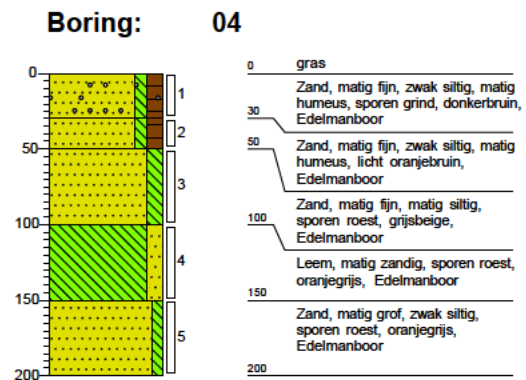 Boring: 04
0
50
100
150
200
1
2
3
4
5
0 gras
Zand, matig fijn, zwak siltig, matig
humeus, sporen grind, donkerbruin,
Edelmanboor
30
Zand, matig fijn, zwak siltig, matig
humeus, licht oranjebruin,
Edelmanboor
50
Zand, matig fijn, matig siltig,
sporen roest, grijsbeige,
Edelmanboor
100
Leem, matig zandig, sporen roest,
oranjegrijs, Edelmanboor
150
Zand, matig grof, zwak siltig,
sporen roest, oranjegrijs,
Edelmanboor
200